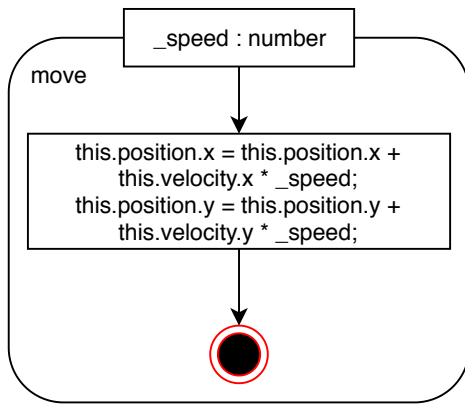 _speed : number
move
this.position.x = this.position.x +
this.velocity.x * _speed;
this.position.y = this.position.y +
this.velocity.y * _speed;